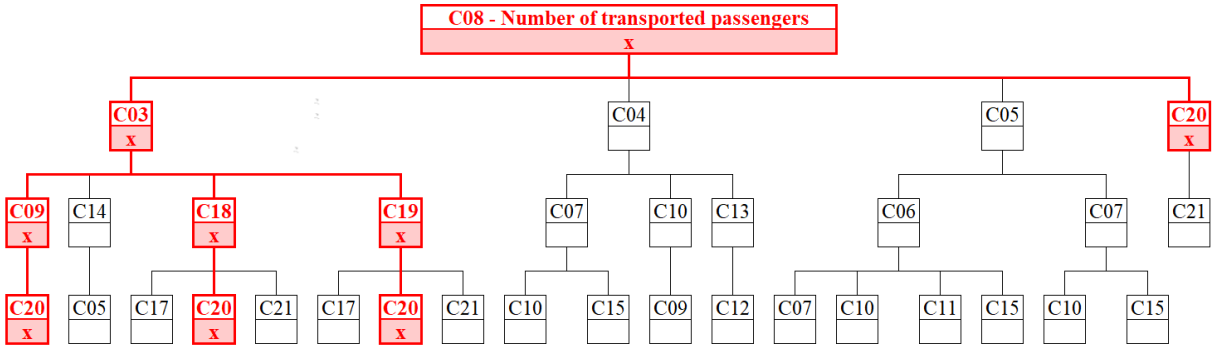 C08 - Number of transported passengers
x
C03 C04 C05 C20
x x
C09 C14 C18 C19 C07 C10 C13 C06 C07 C21
x x x
C20 C05 C17 C20 C21 C17 C20 C21 C10 C15 C09 C12 C07 C10 C11 C15 C10 C15
x x x